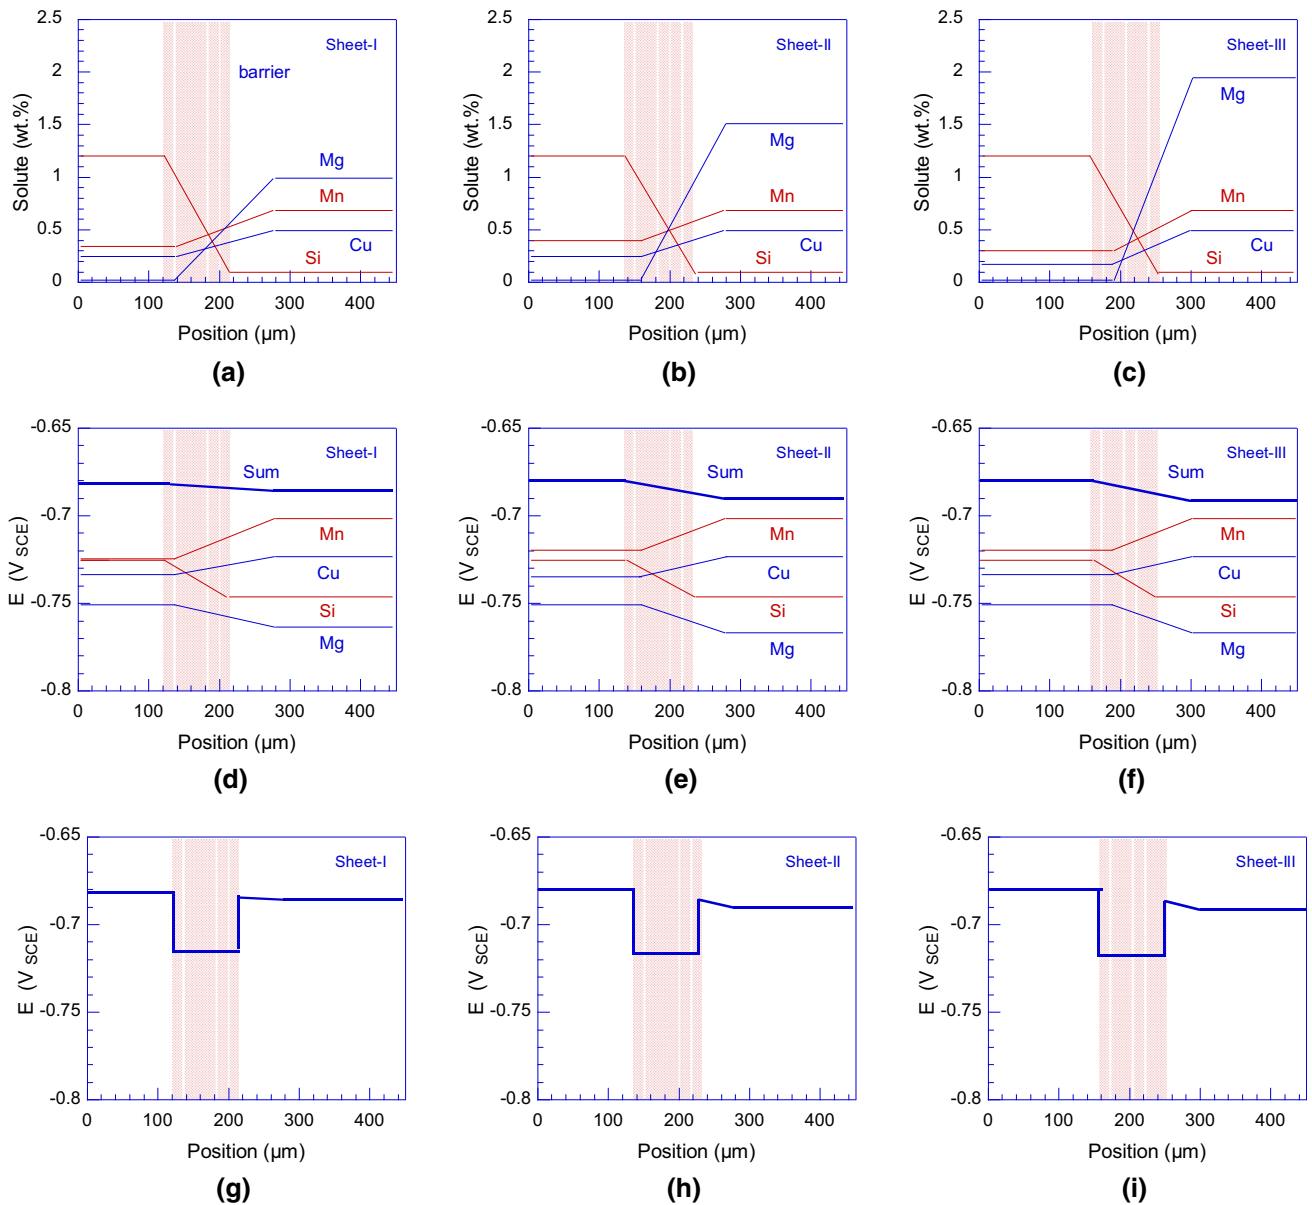 2.5 2.5 2.5
Sheet-I Sheet-II Sheet-III
2 barrier 2 2
Mg
Solute (wt.%) Solute (wt.%) Solute (wt.%)
1.5 1.5 1.5
Mg
Mg
Mn Mn Mn
1 1 1
0.5 0.5 0.5
Cu Cu Cu
Si Si Si
0 0 0
0 100 200 300 400 0 100 200 300 400 0 100 200 300 400
Position (µm) Position (µm) Position (µm)
(a) (b) (c)
-0.65 -0.65 -0.65
Sheet-I Sheet-II Sheet-III
Sum Sum Sum
-0.7 -0.7 -0.7
Mn Mn Mn
E (V SCE) E (V SCE) E (V SCE)
Cu Cu Cu
-0.75 -0.75 -0.75
Si Si Si
Mg Mg Mg
-0.8 -0.8 -0.8
0 100 200 300 400 0 100 200 300 400 0 100 200 300 400
Position (µm) Position (µm) Position (µm)
(d) (e) (f)
-0.65 -0.65 -0.65
Sheet-I Sheet-II Sheet-III
-0.7 -0.7 -0.7
E (V SCE) E (V SCE) E (V SCE)
-0.75 -0.75 -0.75
-0.8 -0.8 -0.8
0 100 200 300 400 0 100 200 300 400 0 100 200 300 400
Position (µm) Position (µm) Position (µm)
(g) (h) (i)